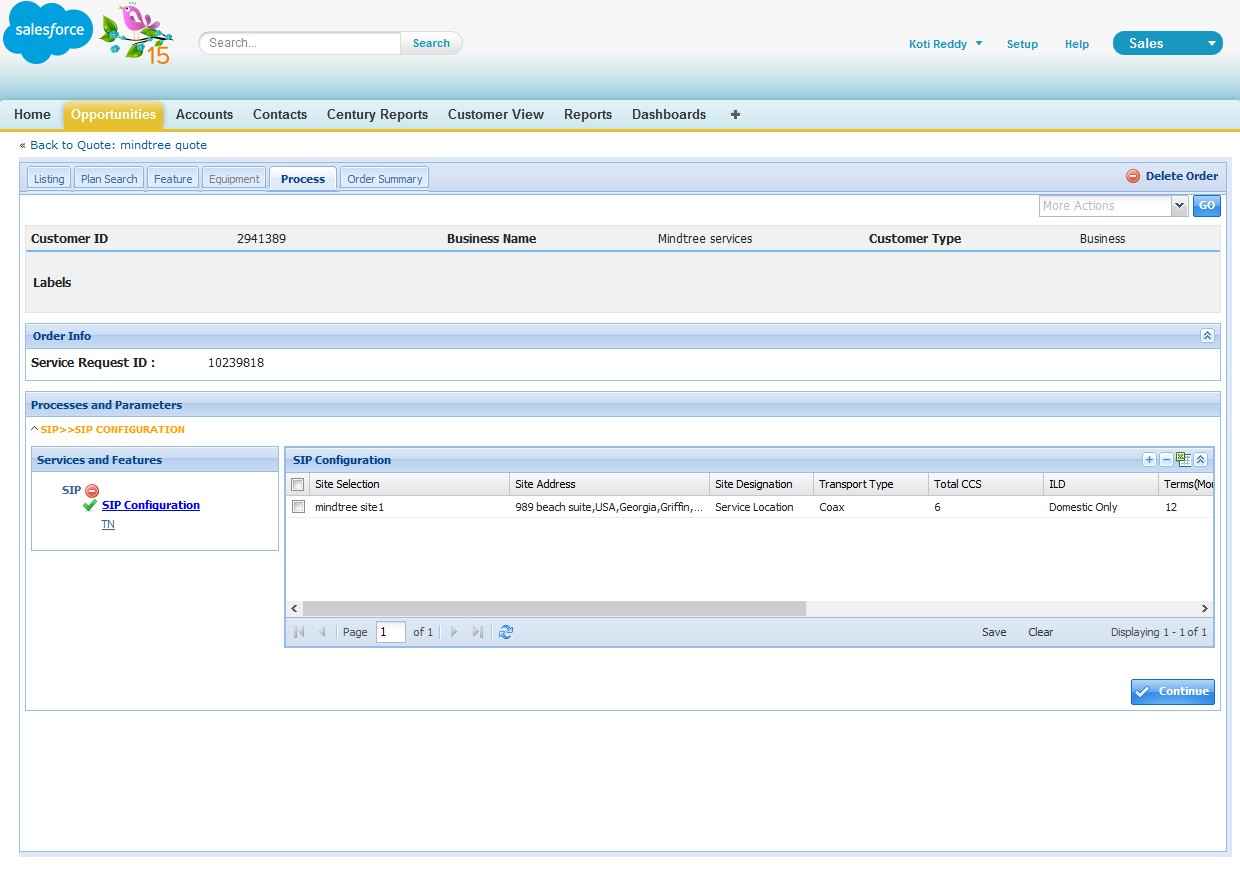 salesforce
15
Search... Search
Koti Reddy Setup Help Sales
Home Opportunities Accounts Contacts Century Reports Customer View Reports Dashboards +
« Back to Quote: mindtree quote
Listing Plan Search Feature Equipment Process Order Summary Delete Order
More Actions GO
Customer ID 2941389 Business Name Mindtree services Customer Type Business
Labels
Order Info
Service Request ID : 10239818
Processes and Parameters
^ SIP>>SIP CONFIGURATION
Services and Features
SIP
SIP Configuration
TN
SIP Configuration
Site Selection Site Address Site Designation Transport Type Total CCS ILD Terms(Mor
mindtree site1 989 beach suite,USA,Georgia,Griffin,... Service Location Coax 6 Domestic Only 12
Page 1 of 1 Save Clear Displaying 1 - 1 of 1
Continue